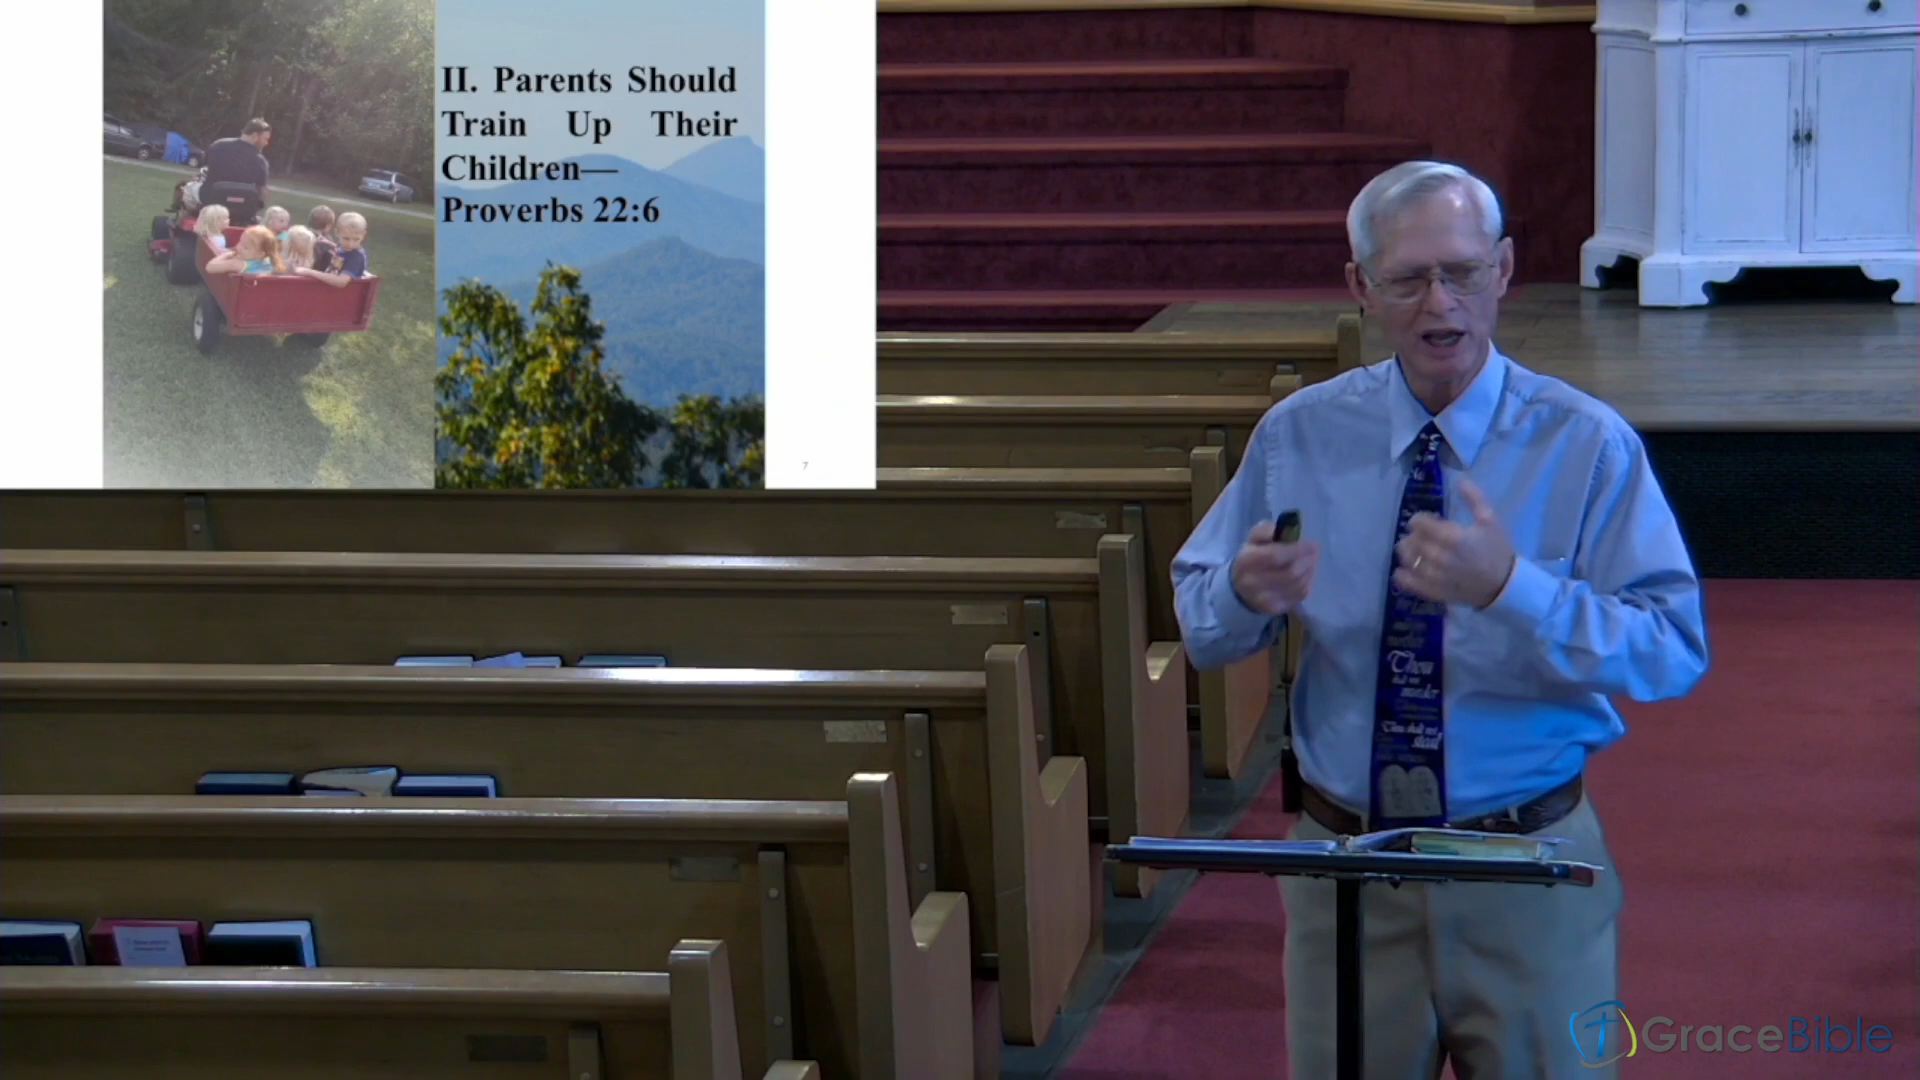 II. Parents Should
Train Up Their
Children—
Proverbs 22:6
7
Thou
shalt not
murder
Thou shalt not
steal
GraceBible